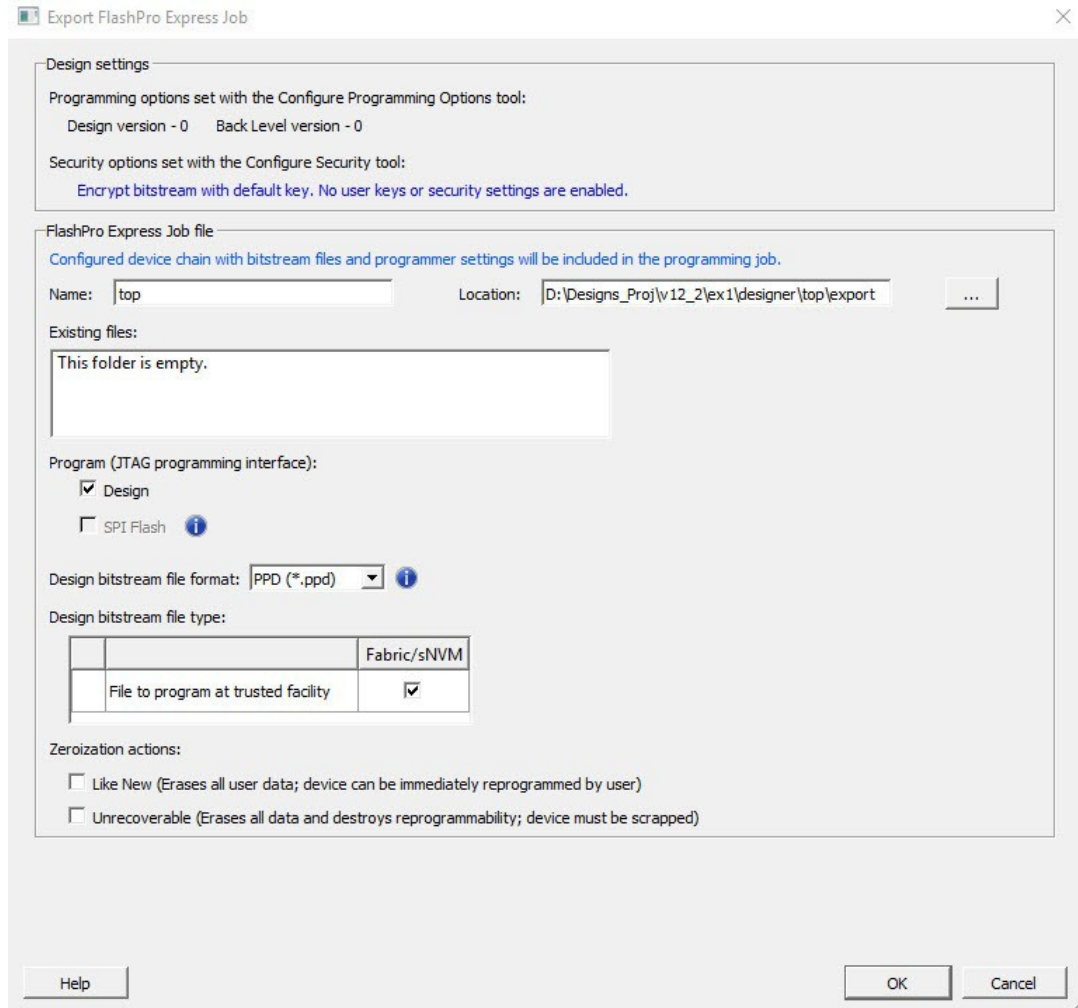 Export FlashPro Express Job
Design settings
Programming options set with the Configure Programming Options tool:
Design version - 0 Back Level version - 0
Security options set with the Configure Security tool:
Encrypt bitstream with default key. No user keys or security settings are enabled.
FlashPro Express Job file
Configured device chain with bitstream files and programmer settings will be included in the programming job.
Name: top Location: D:\Designs_Proj\v12_2\ex1\designer\top\export ...
Existing files:
This folder is empty.
Program (JTAG programming interface):
Design
SPI Flash
Design bitstream file format: PPD (*.ppd)
Design bitstream file type:
Fabric/sNVM
File to program at trusted facility
Zeroization actions:
Like New (Erases all user data; device can be immediately reprogrammed by user)
Unrecoverable (Erases all data and destroys reprogrammability; device must be scrapped)
Help OK Cancel